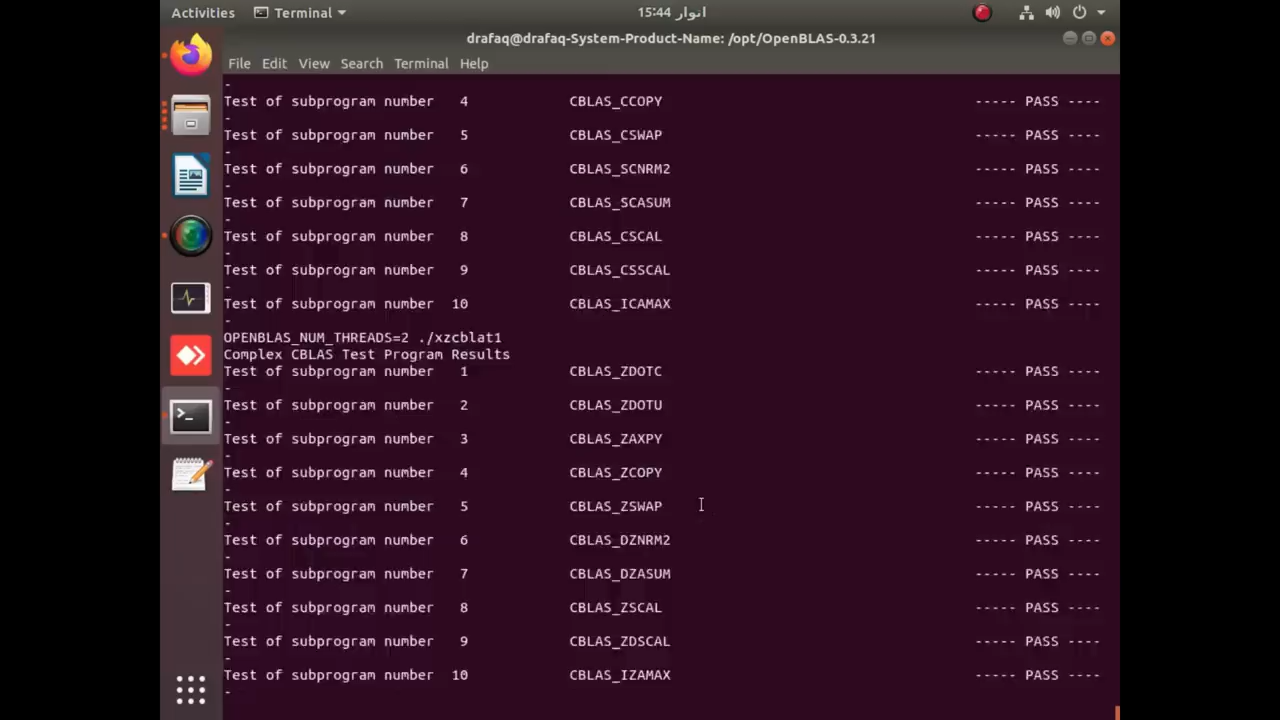 Activities Terminal 15:44 انوار
drafaq@drafaq-System-Product-Name: /opt/OpenBLAS-0.3.21
File Edit View Search Terminal Help
-
Test of subprogram number 4 CBLAS_CCOPY ----- PASS ----
-
Test of subprogram number 5 CBLAS_CSWAP ----- PASS ----
-
Test of subprogram number 6 CBLAS_SCNRM2 ----- PASS ----
-
Test of subprogram number 7 CBLAS_SCASUM ----- PASS ----
-
Test of subprogram number 8 CBLAS_CSCAL ----- PASS ----
-
Test of subprogram number 9 CBLAS_CSSCAL ----- PASS ----
-
Test of subprogram number 10 CBLAS_ICAMAX ----- PASS ----
-
OPENBLAS_NUM_THREADS=2 ./xzcblat1
Complex CBLAS Test Program Results
Test of subprogram number 1 CBLAS_ZDOTC ----- PASS ----
-
Test of subprogram number 2 CBLAS_ZDOTU ----- PASS ----
-
Test of subprogram number 3 CBLAS_ZAXPY ----- PASS ----
-
Test of subprogram number 4 CBLAS_ZCOPY ----- PASS ----
-
Test of subprogram number 5 CBLAS_ZSWAP ----- PASS ----
-
Test of subprogram number 6 CBLAS_DZNRM2 ----- PASS ----
-
Test of subprogram number 7 CBLAS_DZASUM ----- PASS ----
-
Test of subprogram number 8 CBLAS_ZSCAL ----- PASS ----
-
Test of subprogram number 9 CBLAS_ZDSCAL ----- PASS ----
-
Test of subprogram number 10 CBLAS_IZAMAX ----- PASS ----
-